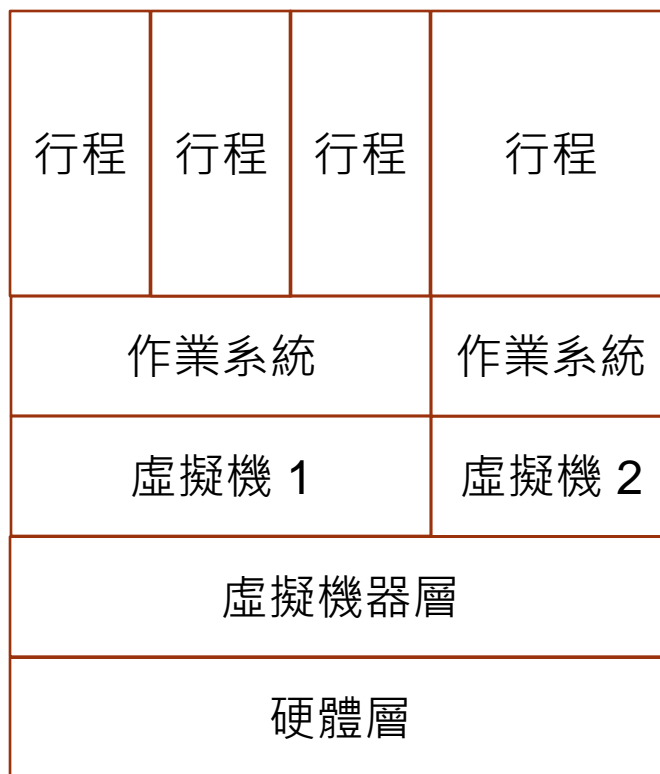 行程 行程 行程 行程
作業系統 作業系統
虛擬機 1 虛擬機 2
虛擬機器層
硬體層